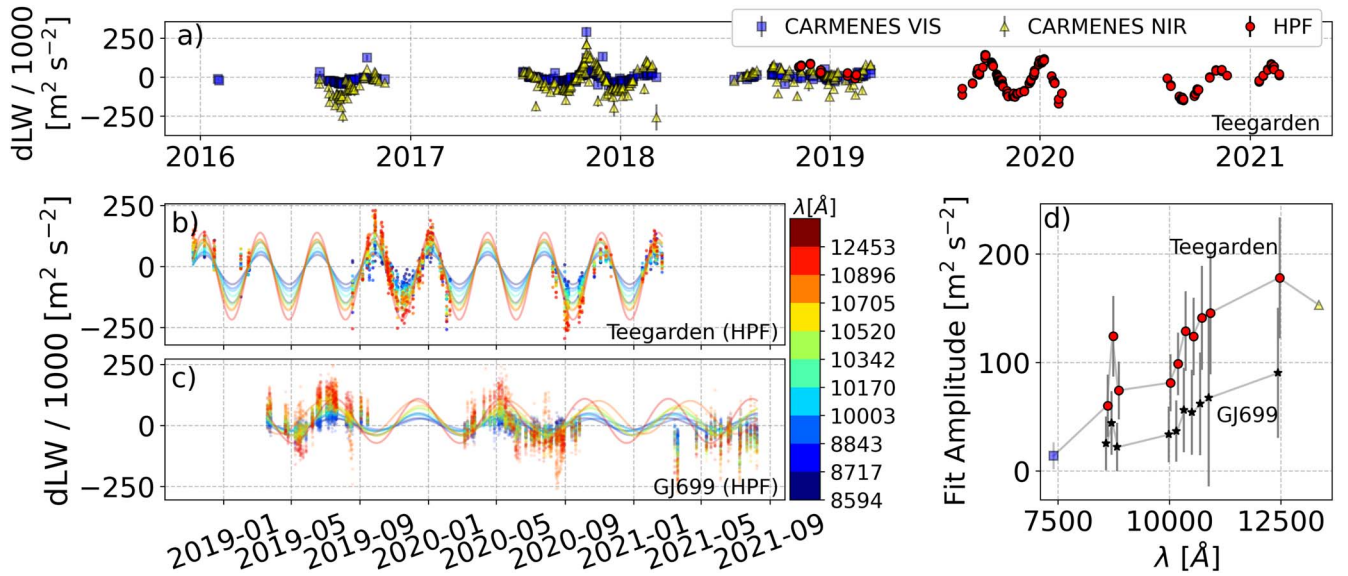 CARMENES VIS CARMENES NIR HPF
a)
dLW / 1000
[m² s⁻²]
250
0
−250
Teegarden
2016 2017 2018 2019 2020 2021
dLW / 1000 [m² s⁻²]
b)
250
0
−250
Teegarden (HPF)
c)
250
0
−250
GJ699 (HPF)
2019-01
2019-05
2019-09
2020-01
2020-05
2020-09
2021-01
2021-05
2021-09
λ[Å]
12453
10896
10705
10520
10342
10170
10003
8843
8717
8594
d)
Fit Amplitude [m² s⁻²]
200
100
0
Teegarden
GJ699
7500 10000 12500
λ [Å]